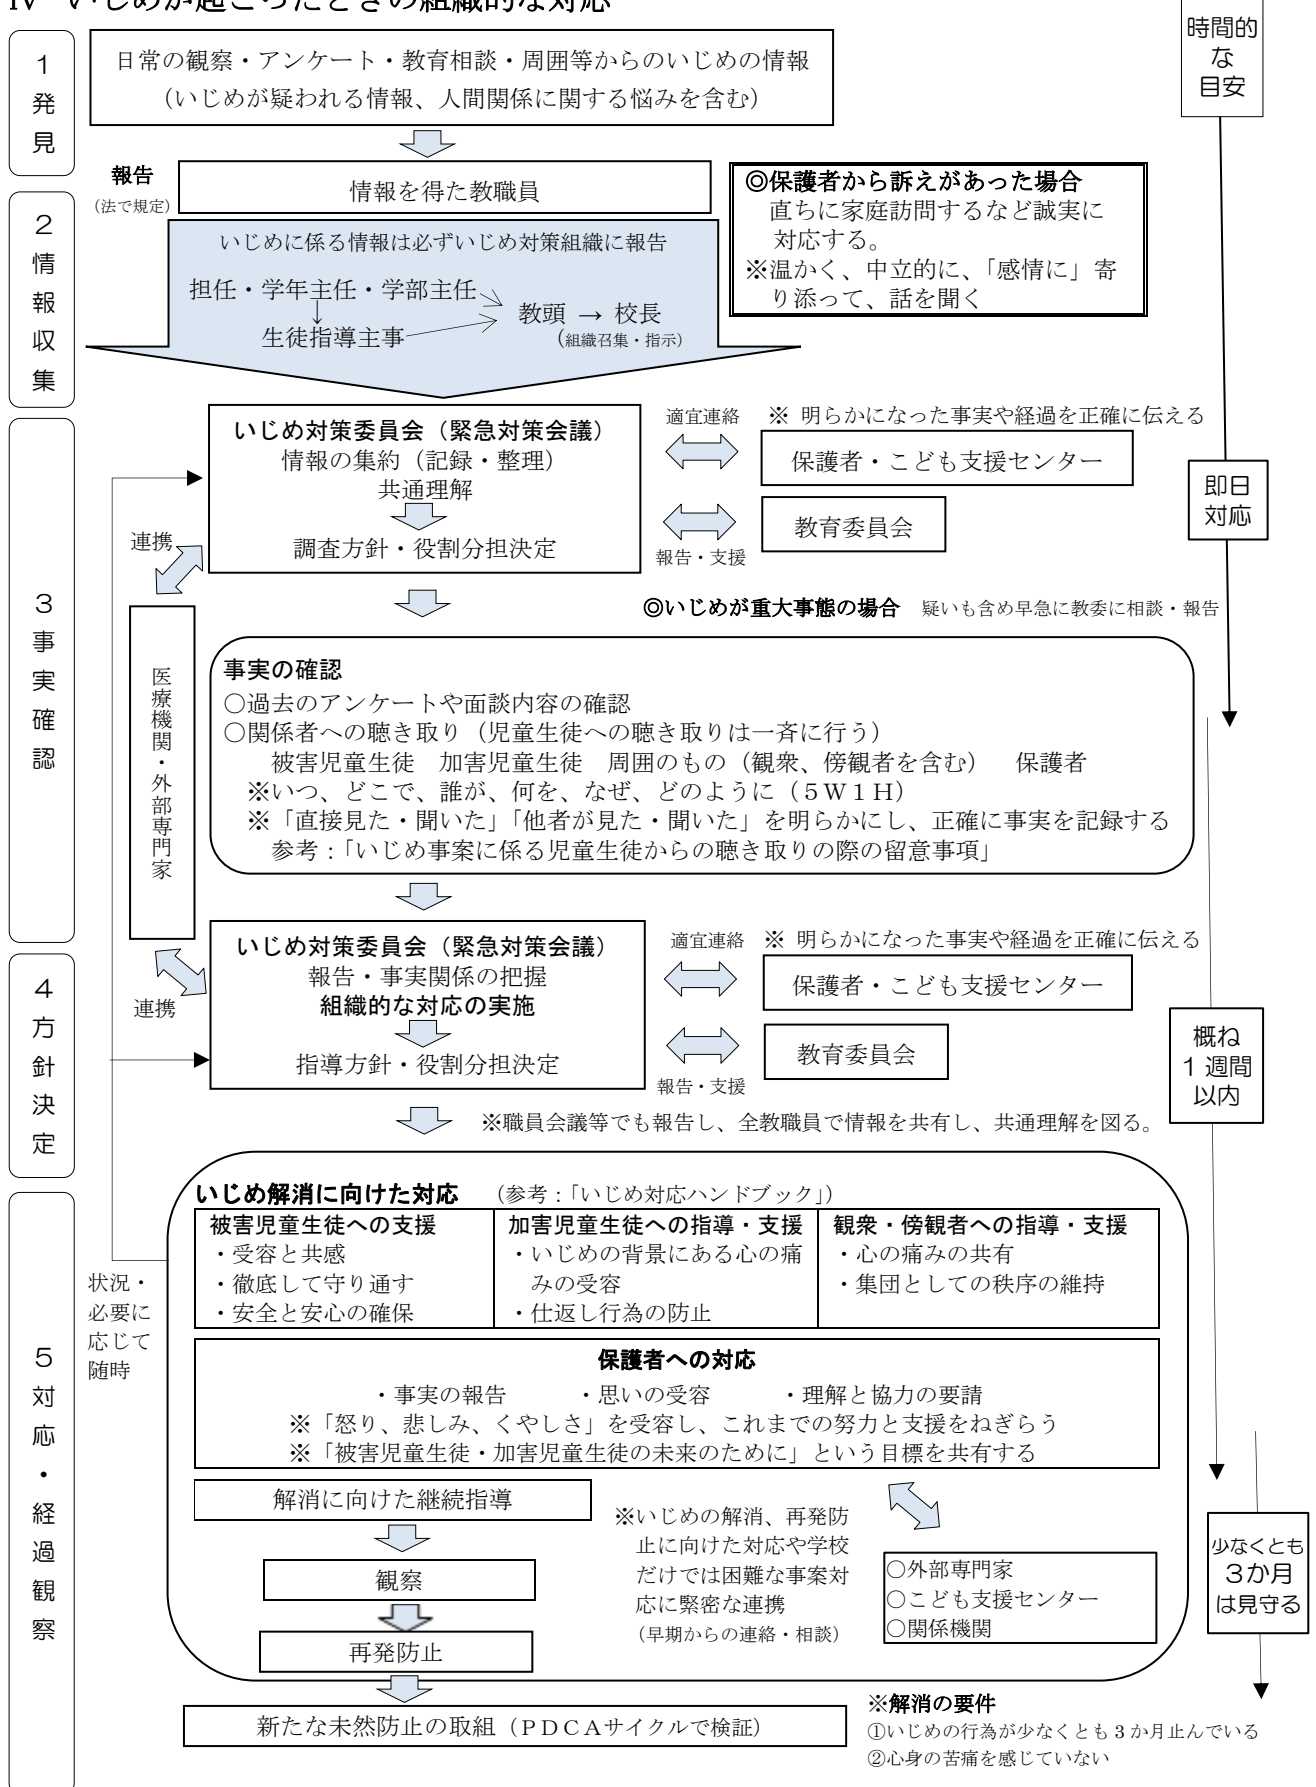 Ⅳ いじめが起こったときの組織的な対応
時間的
な
目安
1
発
見
日常の観察・アンケート・教育相談・周囲等からのいじめの情報
（いじめが疑われる情報、人間関係に関する悩みを含む）
報告
（法で規定）
情報を得た教職員
◎保護者から訴えがあった場合
直ちに家庭訪問するなど誠実に
対応する。
※温かく、中立的に、「感情に」寄
り添って、話を聞く
2
情
報
収
集
いじめに係る情報は必ずいじめ対策組織に報告
担任・学年主任・学部主任
↓
生徒指導主事
教頭 → 校長
（組織召集・指示）
3
事
実
確
認
いじめ対策委員会（緊急対策会議）
情報の集約（記録・整理）
共通理解
調査方針・役割分担決定
適宜連絡 ※ 明らかになった事実や経過を正確に伝える
保護者・こども支援センター
教育委員会
報告・支援
即日
対応
連携
◎いじめが重大事態の場合 疑いも含め早急に教委に相談・報告
医療機関・外部専門家
事実の確認
○過去のアンケートや面談内容の確認
○関係者への聴き取り（児童生徒への聴き取りは一斉に行う）
被害児童生徒 加害児童生徒 周囲のもの（観衆、傍観者を含む） 保護者
※いつ、どこで、誰が、何を、なぜ、どのように（５Ｗ１Ｈ）
※「直接見た・聞いた」「他者が見た・聞いた」を明らかにし、正確に事実を記録する
参考：「いじめ事案に係る児童生徒からの聴き取りの際の留意事項」
4
方
針
決
定
連携
いじめ対策委員会（緊急対策会議）
報告・事実関係の把握
組織的な対応の実施
指導方針・役割分担決定
適宜連絡 ※ 明らかになった事実や経過を正確に伝える
保護者・こども支援センター
教育委員会
報告・支援
概ね
１週間
以内
※職員会議等でも報告し、全教職員で情報を共有し、共通理解を図る。
5
対
応
・
経
過
観
察
状況・
必要に
応じて
随時
いじめ解消に向けた対応 （参考：「いじめ対応ハンドブック」）
被害児童生徒への支援
・受容と共感
・徹底して守り通す
・安全と安心の確保
加害児童生徒への指導・支援
・いじめの背景にある心の痛
みの受容
・仕返し行為の防止
観衆・傍観者への指導・支援
・心の痛みの共有
・集団としての秩序の維持
保護者への対応
・事実の報告 ・思いの受容 ・理解と協力の要請
※「怒り、悲しみ、くやしさ」を受容し、これまでの努力と支援をねぎらう
※「被害児童生徒・加害児童生徒の未来のために」という目標を共有する
解消に向けた継続指導
観察
再発防止
※いじめの解消、再発防
止に向けた対応や学校
だけでは困難な事案対
応に緊密な連携
（早期からの連絡・相談）
○外部専門家
○こども支援センター
○関係機関
少なくとも
３か月
は見守る
新たな未然防止の取組（ＰＤＣＡサイクルで検証）
※解消の要件
①いじめの行為が少なくとも3か月止んでいる
②心身の苦痛を感じていない